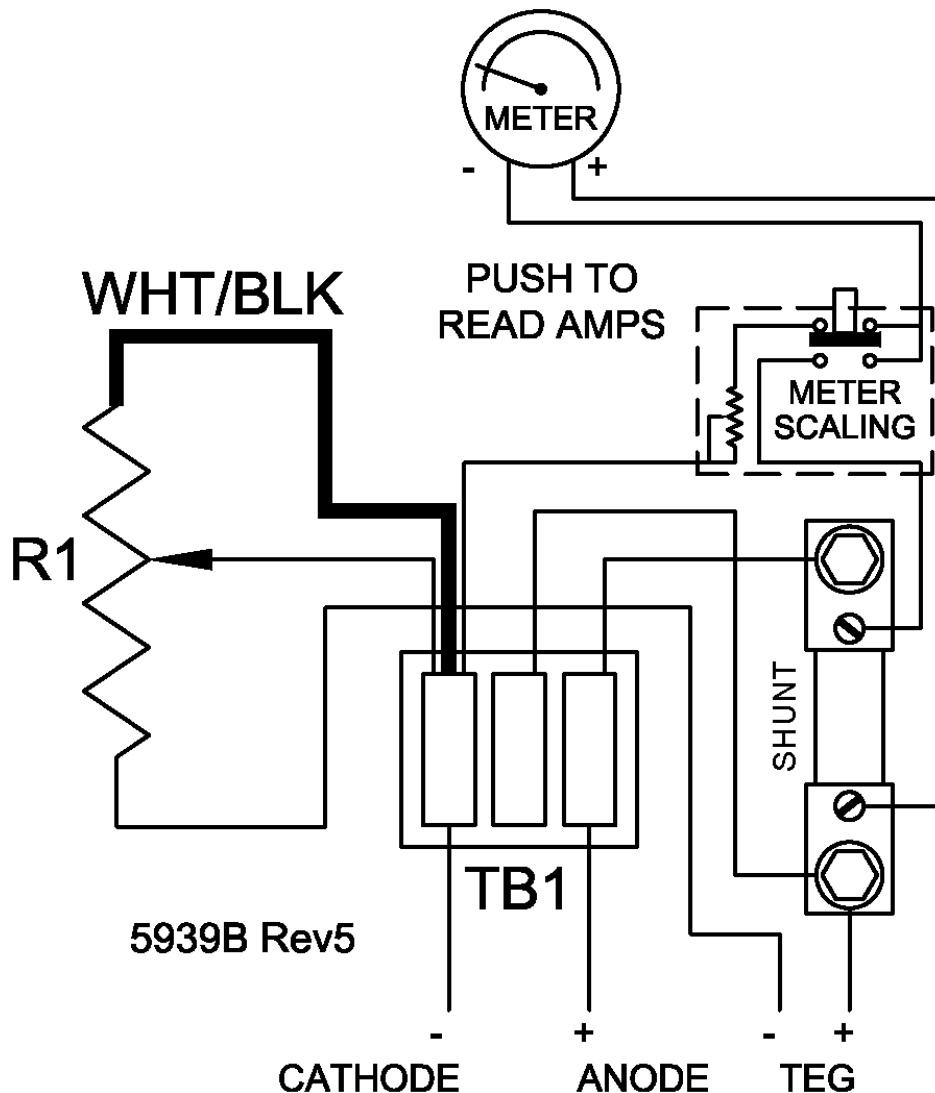 METER
- +
WHT/BLK
PUSH TO
READ AMPS
METER
SCALING
R1
SHUNT
TB1
5939B Rev5
- + - +
CATHODE ANODE TEG